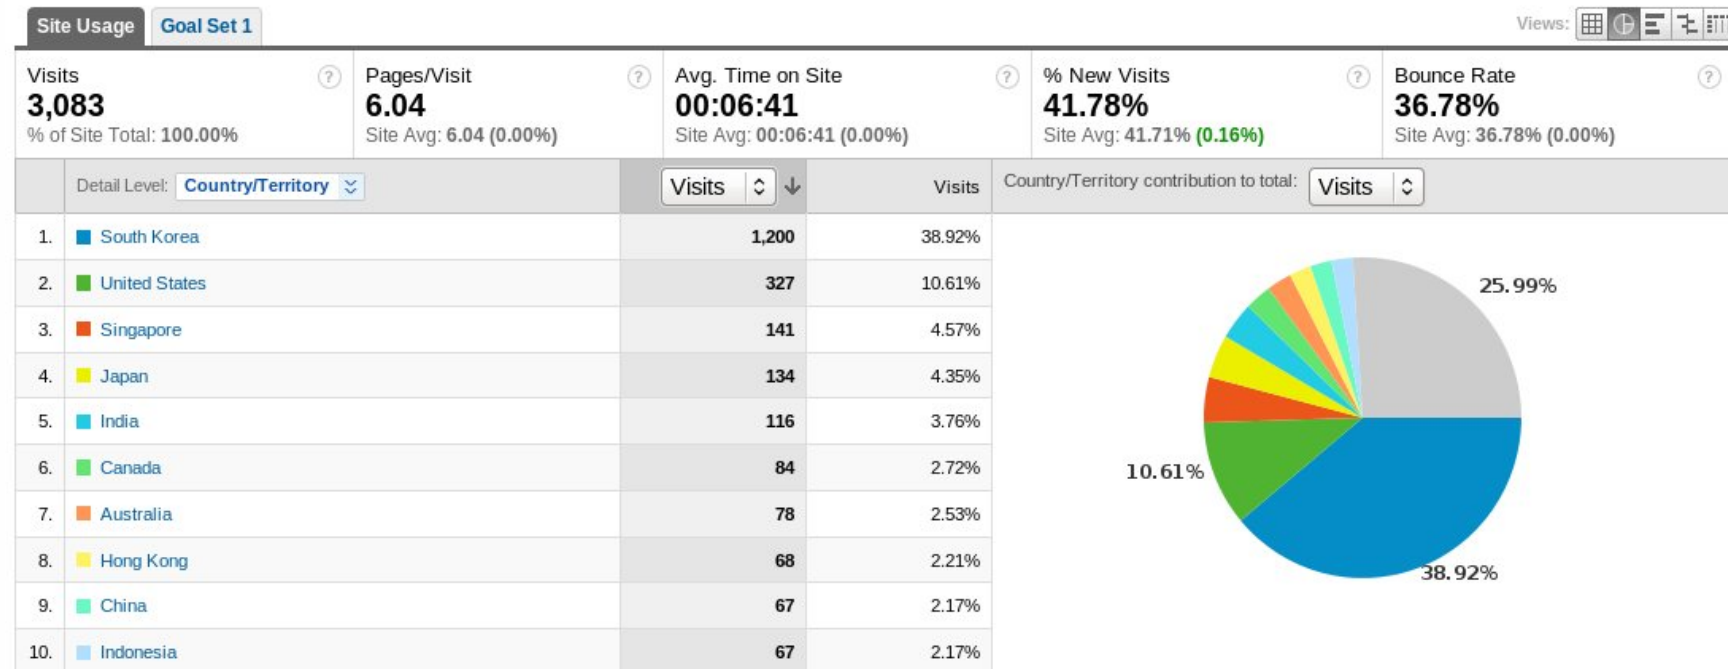 Site Usage Goal Set 1 Views:
Visits ? Pages/Visit ? Avg. Time on Site ? % New Visits ? Bounce Rate ?
3,083 6.04 00:06:41 41.78% 36.78%
% of Site Total: 100.00% Site Avg: 6.04 (0.00%) Site Avg: 00:06:41 (0.00%) Site Avg: 41.71% (0.16%) Site Avg: 36.78% (0.00%)
Detail Level: Country/Territory Visits Visits Country/Territory contribution to total: Visits
1. South Korea 1,200 38.92%
2. United States 327 10.61%
3. Singapore 141 4.57%
4. Japan 134 4.35%
5. India 116 3.76%
6. Canada 84 2.72%
7. Australia 78 2.53%
8. Hong Kong 68 2.21%
9. China 67 2.17%
10. Indonesia 67 2.17%
25.99%
10.61%
38.92%